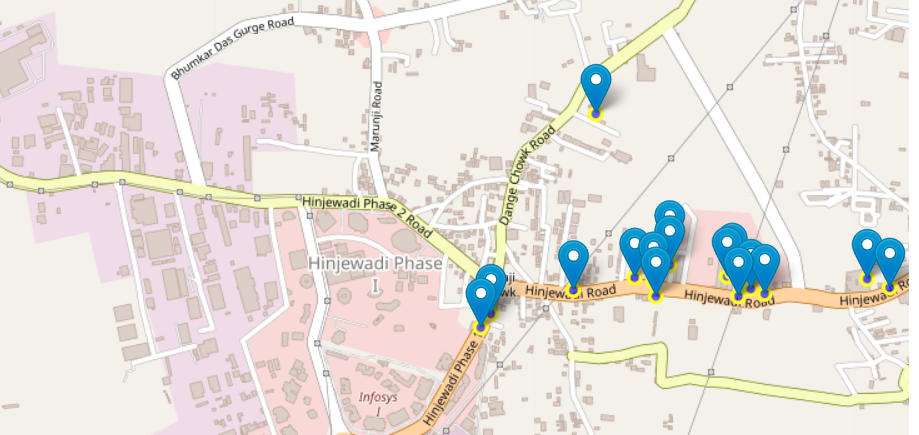 Bhumkar Das Gurge Road
Marunji Road
Dange Chowk Road
Hinjewadi Phase 2 Road
Hinjewadi Phase
I
Hinjewadi Road
Hinjewadi Road
Hinjewadi
Hinjewadi Phase
Infosys
I